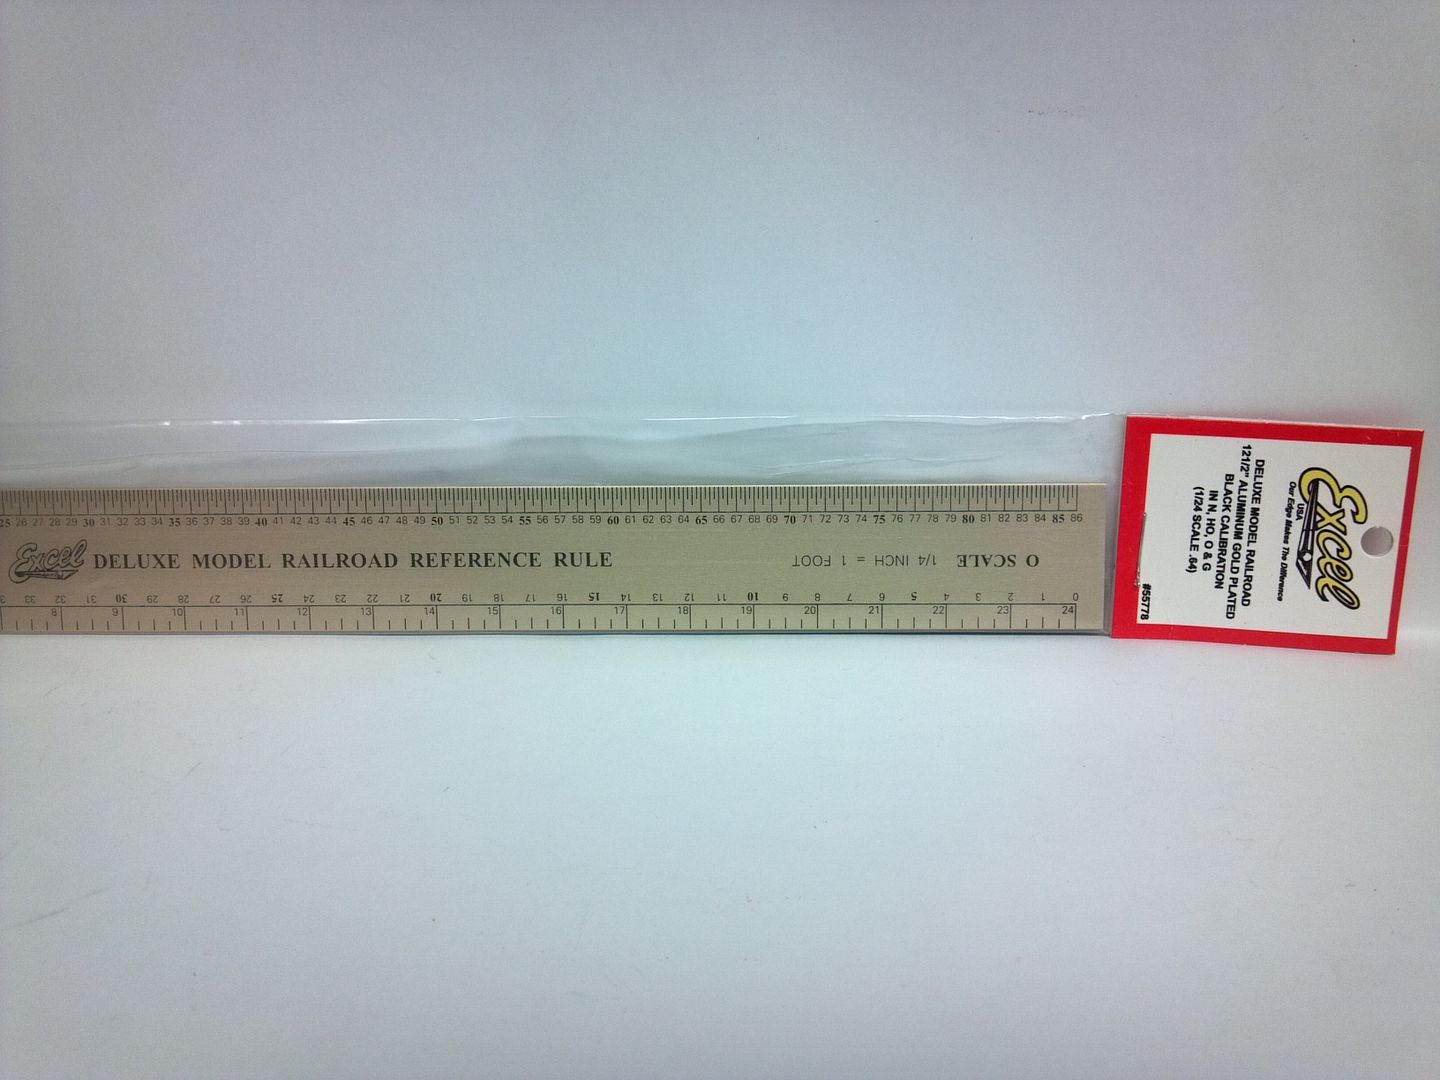 25 26 27 28 29 30 31 32 33 34 35 36 37 38 39 40 41 42 43 44 45 46 47 48 49 50 51 52 53 54 55 56 57 58 59 60 61 62 63 64 65 66 67 68 69 70 71 72 73 74 75 76 77 78 79 80 81 82 83 84 85 86
Excel DELUXE MODEL RAILROAD REFERENCE RULE
O SCALE 1/4 INCH = 1 FOOT
0 1 2 3 4 5 6 7 8 9 10 11 12 13 14 15 16 17 18 19 20 21 22 23 24 25 26 27 28 29 30 31 32 33
8 9 10 11 12 13 14 15 16 17 18 19 20 21 22 23 24
Excel
USA
Our Edge Makes The Difference
DELUXE MODEL RAILROAD
12 1/2" ALUMINUM GOLD PLATED
BLACK CALIBRATION
IN N, HO, O & G
(1/24 SCALE .64)
#55778